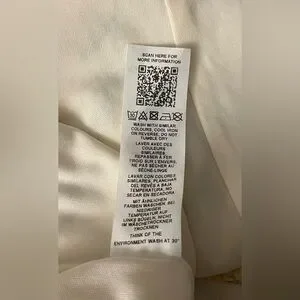 SCAN HERE FOR
MORE INFORMATION
WASH WITH SIMILAR
COLOURS, COOL IRON
ON REVERSE, DO NOT
TUMBLE DRY
LAVER AVEC DES
COULEURS
SIMILAIRES
REPASSER À FER
FROID SUR L'ENVERS,
NE PAS SÉCHER AU
SÈCHE-LINGE
LAVAR CON COLORES
SIMILARES, PLANCHAR
DEL REVÉS A BAJA
TEMPERATURA, NO
SECAR EN SECADORA
MIT ÄHNLICHEN
FARBEN WASCHEN, BEI
NIEDRIGER
TEMPERATUR AUF
LINKS BÜGELN, NICHT
IM WÄSCHETROCKNER
TROCKNEN
THINK OF THE
ENVIRONMENT WASH AT 30°